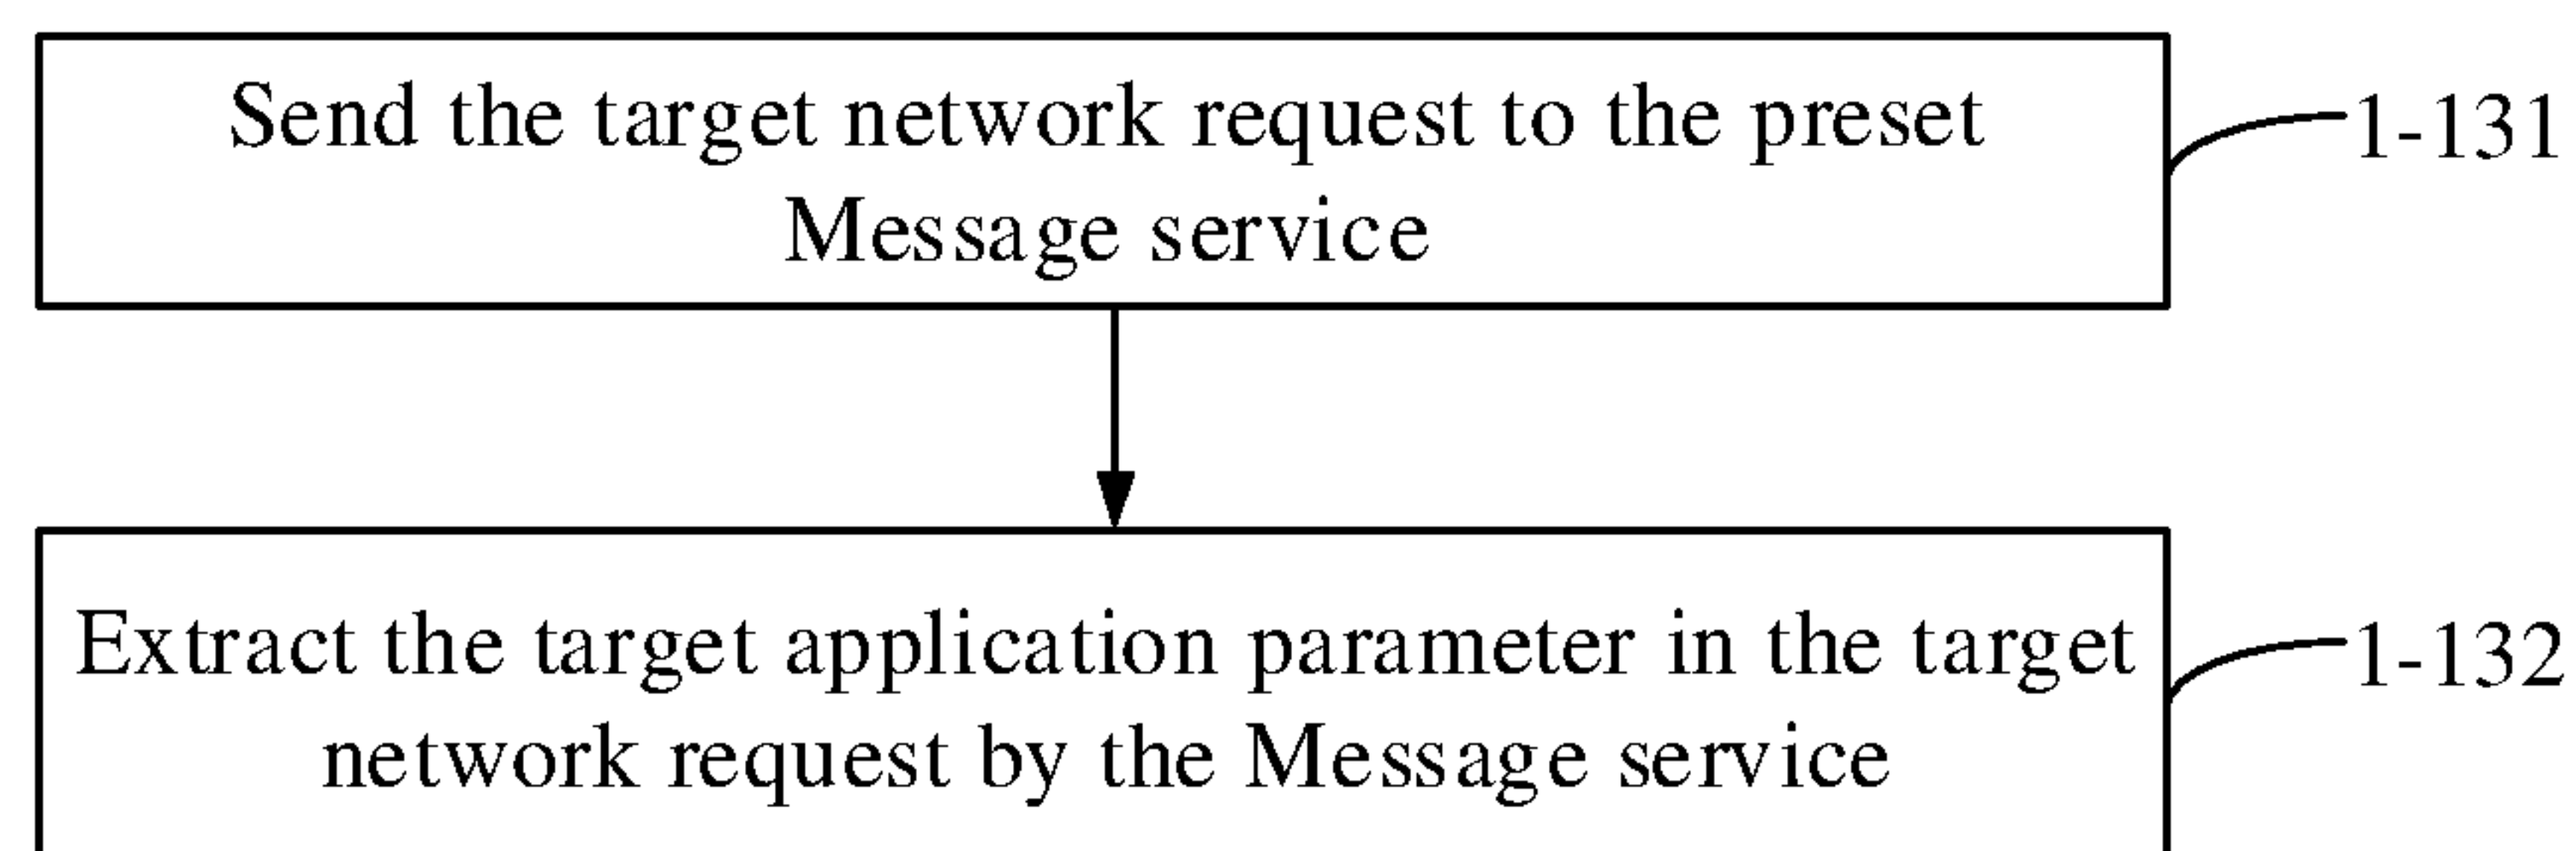 Send the target network request to the preset
Message service
1-131
Extract the target application parameter in the target
network request by the Message service
1-132